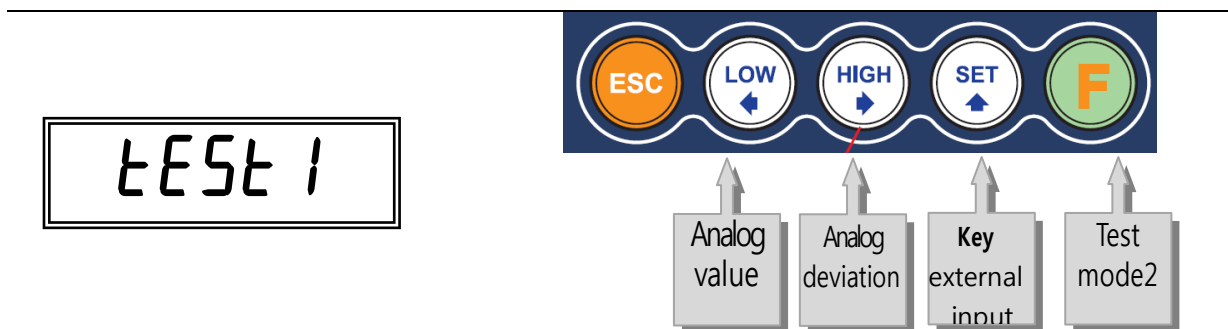 tESt 1
ESC
LOW
HIGH
SET
F
Analog
value
Analog
deviation
Key
external
input
Test
mode2